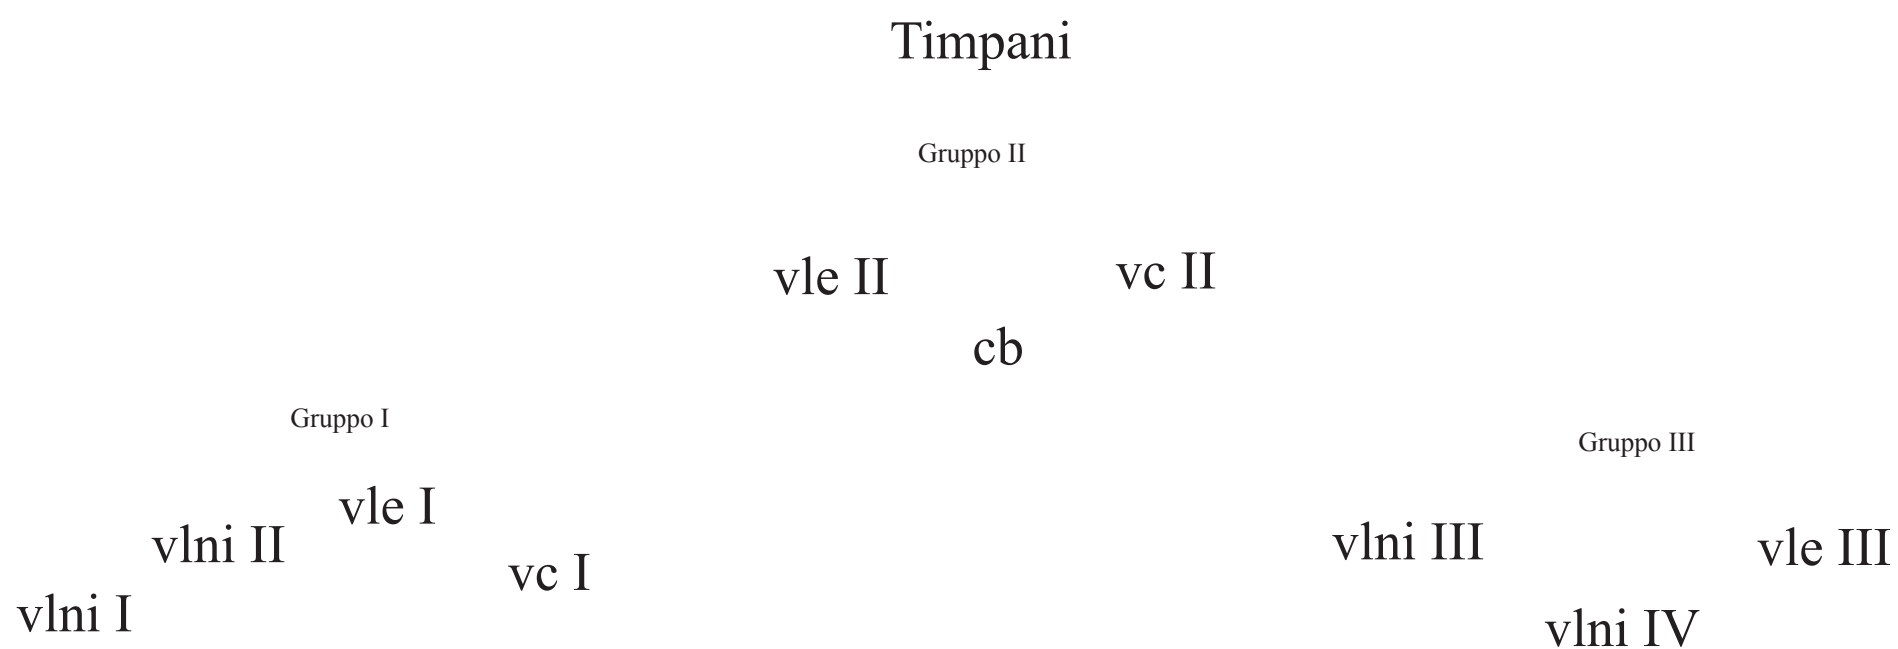 Timpani
Gruppo II
vle II
vc II
cb
Gruppo I
vle I
vlni II
vc I
vlni I
Gruppo III
vlni III
vle III
vlni IV